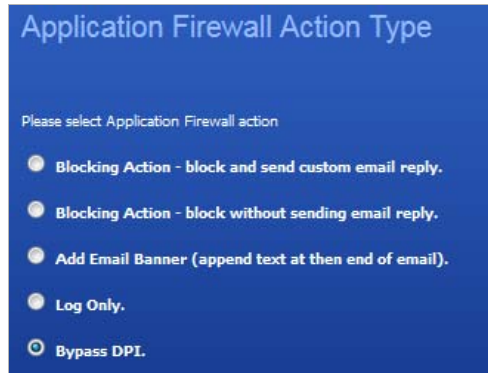 Application Firewall Action Type
Please select Application Firewall action
Blocking Action - block and send custom email reply.
Blocking Action - block without sending email reply.
Add Email Banner (append text at then end of email).
Log Only.
Bypass DPI.